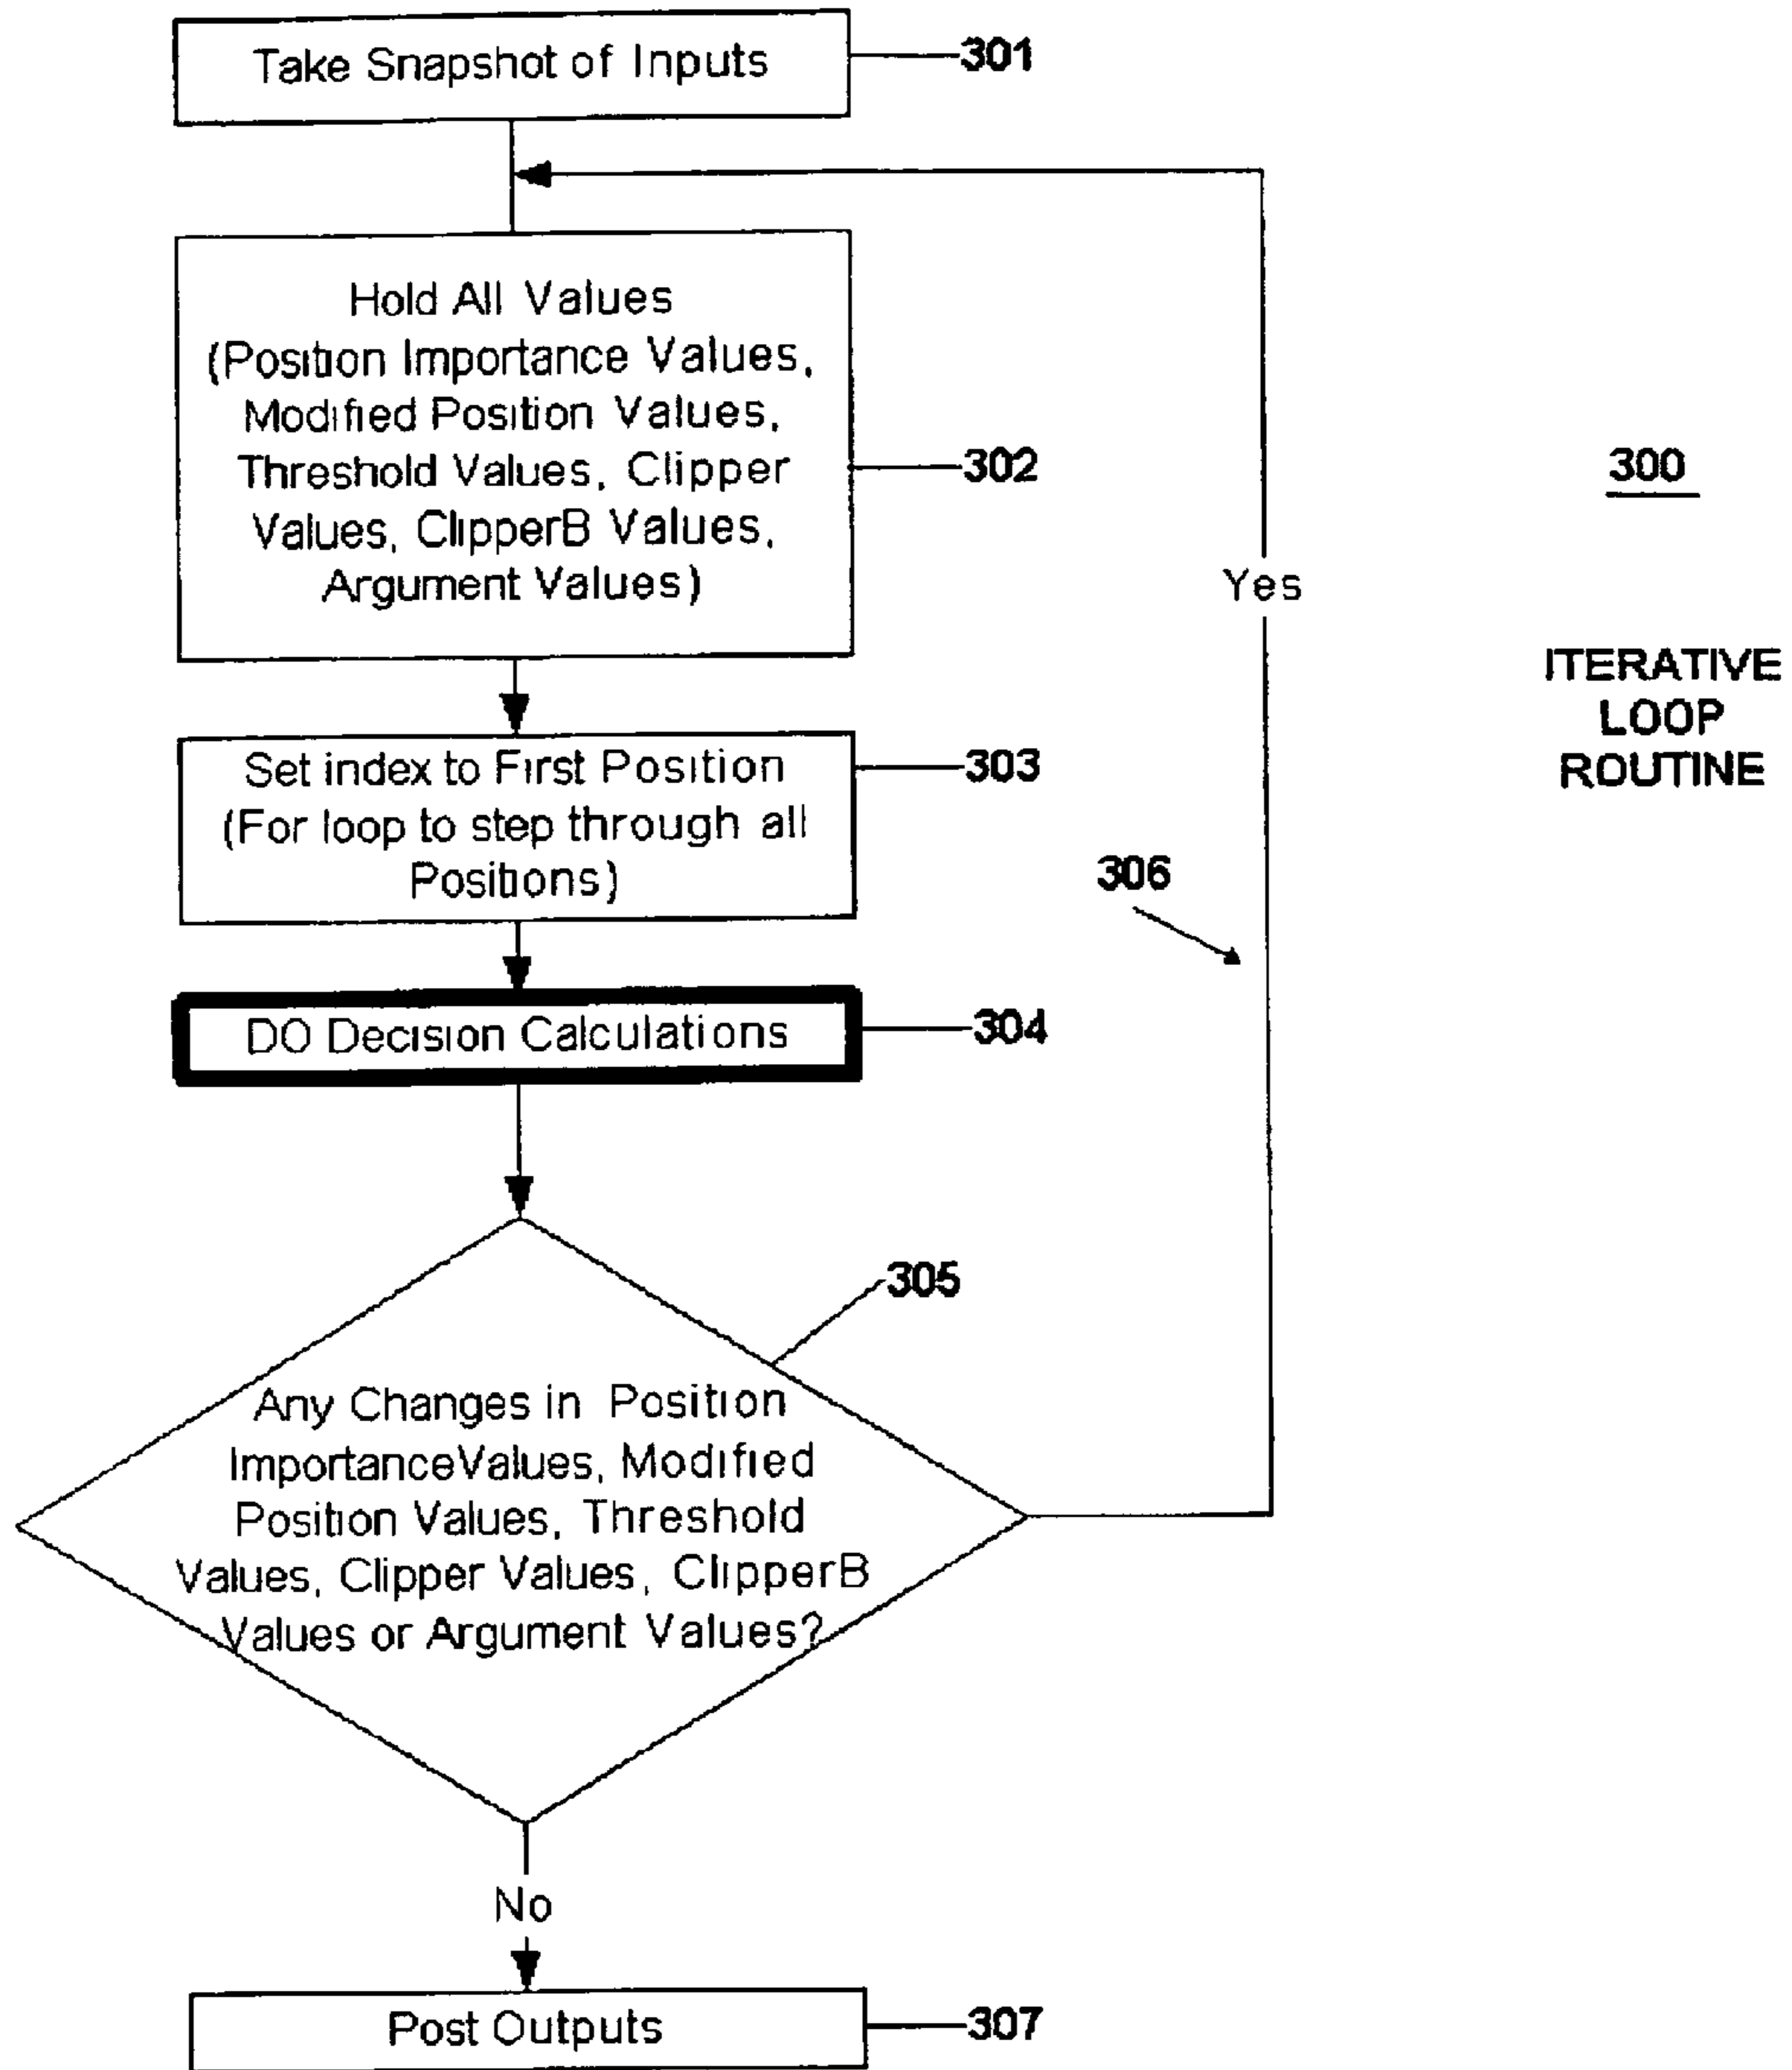 Take Snapshot of Inputs
301
Hold All Values
(Position Importance Values,
Modified Position Values,
Threshold Values, Clipper
Values, ClipperB Values,
Argument Values)
302
300
Yes
ITERATIVE
LOOP
ROUTINE
Set index to First Position
(For loop to step through all
Positions)
303
306
DO Decision Calculations
304
305
Any Changes in Position
ImportanceValues, Modified
Position Values, Threshold
Values, Clipper Values, ClipperB
Values or Argument Values?
No
Post Outputs
307